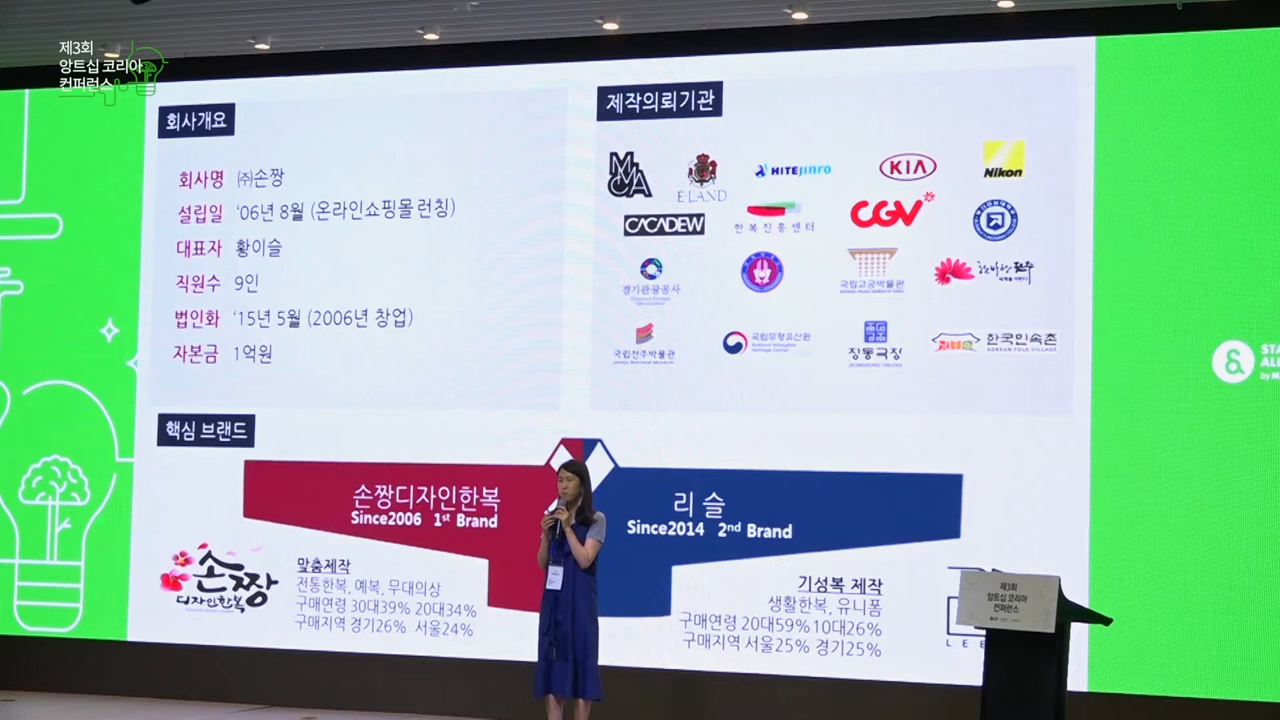 제3회
앙트십 코리아
컨퍼런스
회사개요
회사명 ㈜손짱
설립일 '06년 8월 (온라인쇼핑몰 런칭)
대표자 황이슬
직원수 9인
법인화 '15년 5월 (2006년 창업)
자본금 1억원
제작의뢰기관
E·LAND
HITEJINRO
KIA
Nikon
CACADEW
한복진흥센터
CGV
경기관광공사
국립고궁박물관
한바탕 전주
국립전주박물관
국립무형유산원
정동극장
JEONGDONG THEATER
한국민속촌
KOREAN FOLK VILLAGE
핵심 브랜드
손짱디자인한복
Since2006 1st Brand
리 슬
Since2014 2nd Brand
손짱
디자인한복
맞춤제작
전통한복, 예복, 무대의상
구매연령 30대39% 20대34%
구매지역 경기26% 서울24%
기성복 제작
생활한복, 유니폼
구매연령 20대59%10대26%
구매지역 서울25% 경기25%
제3회
앙트십 코리아
컨퍼런스